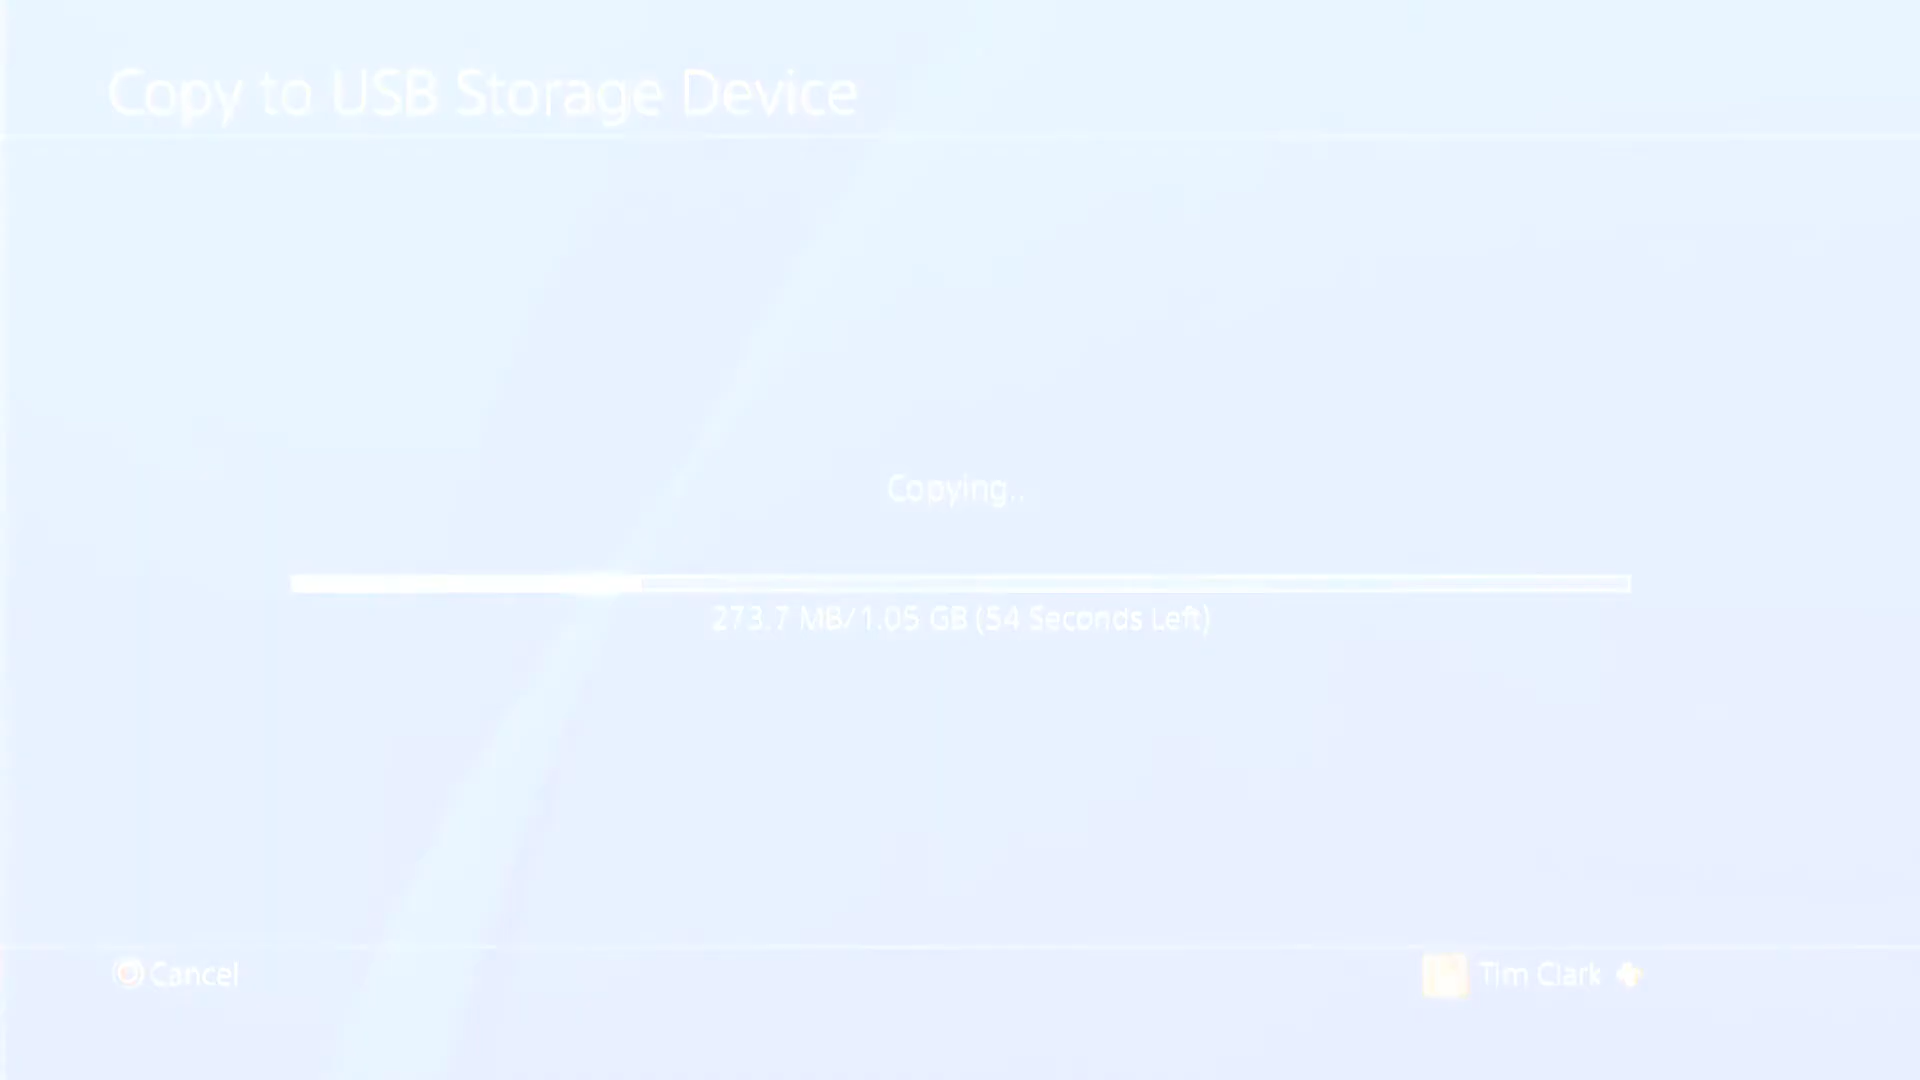 Copy to USB Storage Device
Copying..
273.7 MB/1.05 GB (54 Seconds Left)
Cancel
Tim Clark